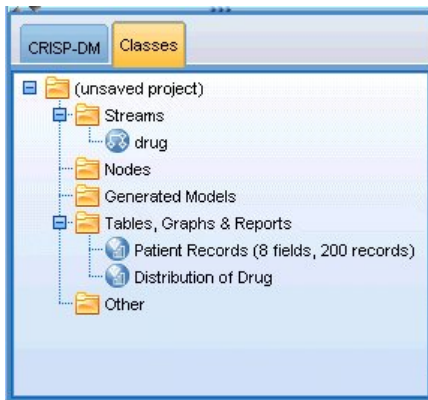 CRISP-DM Classes
(unsaved project)
Streams
drug
Nodes
Generated Models
Tables, Graphs & Reports
Patient Records (8 fields, 200 records)
Distribution of Drug
Other